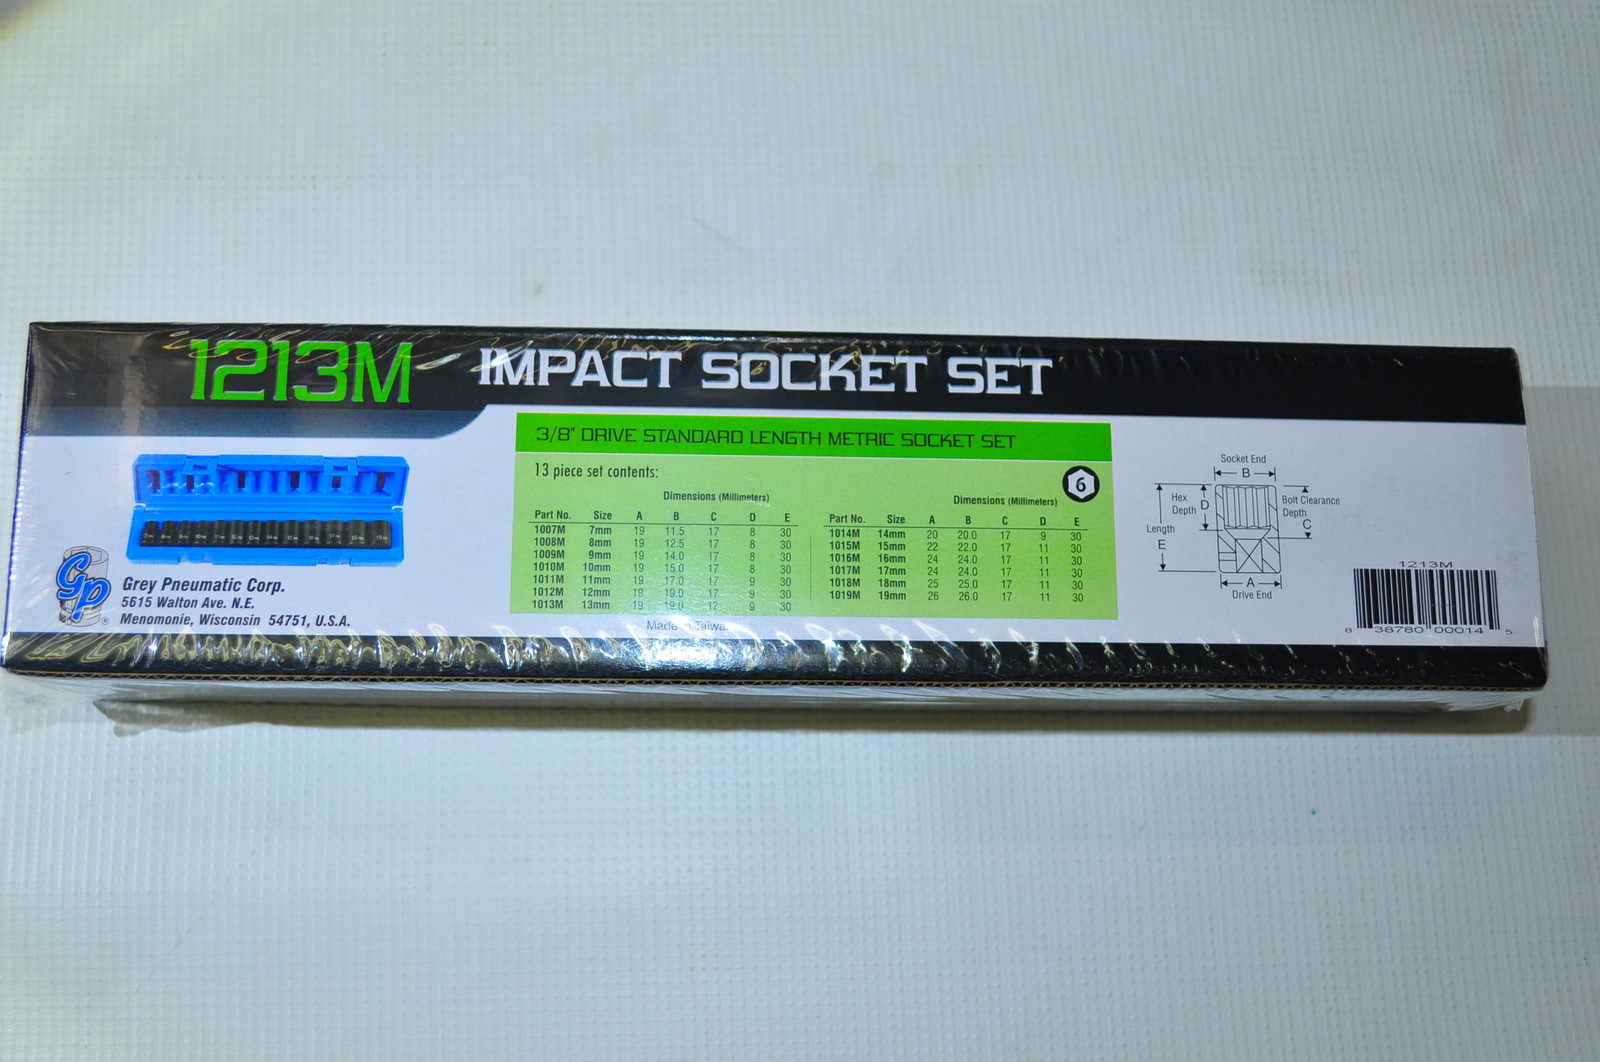 1213M IMPACT SOCKET SET
3/8" DRIVE STANDARD LENGTH METRIC SOCKET SET
13 piece set contents:
6
Dimensions (Millimeters)
Part No. Size A B C D E
1007M 7mm 19 11.5 17 8 30
1008M 8mm 19 12.5 17 8 30
1009M 9mm 19 14.0 17 8 30
1010M 10mm 19 15.0 17 8 30
1011M 11mm 19 17.0 17 9 30
1012M 12mm 19 19.0 17 9 30
1013M 13mm 19 19.0 17 9 30
Dimensions (Millimeters)
Part No. Size A B C D E
1014M 14mm 20 20.0 17 9 30
1015M 15mm 22 22.0 17 11 30
1016M 16mm 24 24.0 17 11 30
1017M 17mm 24 24.0 17 11 30
1018M 18mm 25 25.0 17 11 30
1019M 19mm 26 26.0 17 11 30
Made in Taiwan
GP
®
Grey Pneumatic Corp.
5615 Walton Ave. N.E.
Menomonie, Wisconsin 54751, U.S.A.
Socket End
B
Hex
Depth
D
Bolt Clearance
Depth
C
Length
E
A
Drive End
1213M
8 38780 00014 5